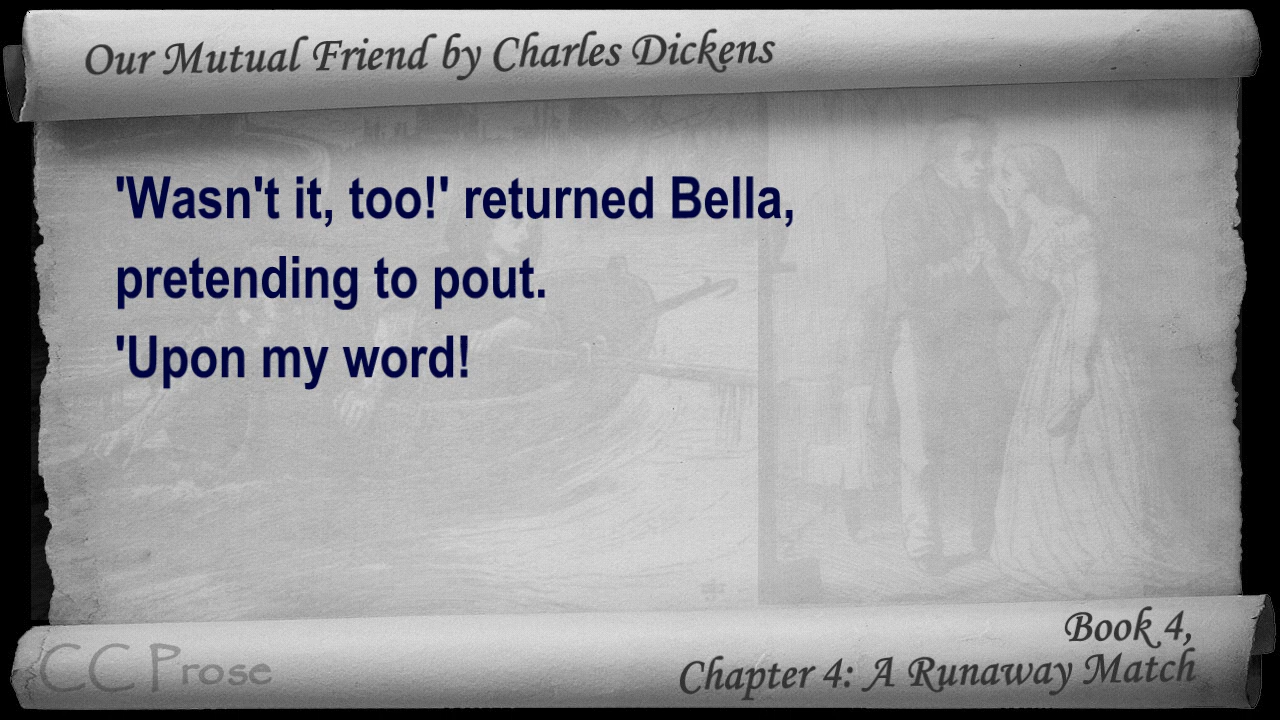 Our Mutual Friend by Charles Dickens
'Wasn't it, too!' returned Bella,
pretending to pout.
'Upon my word!
Book 4,
Chapter 4: A Runaway Match
CC Prose